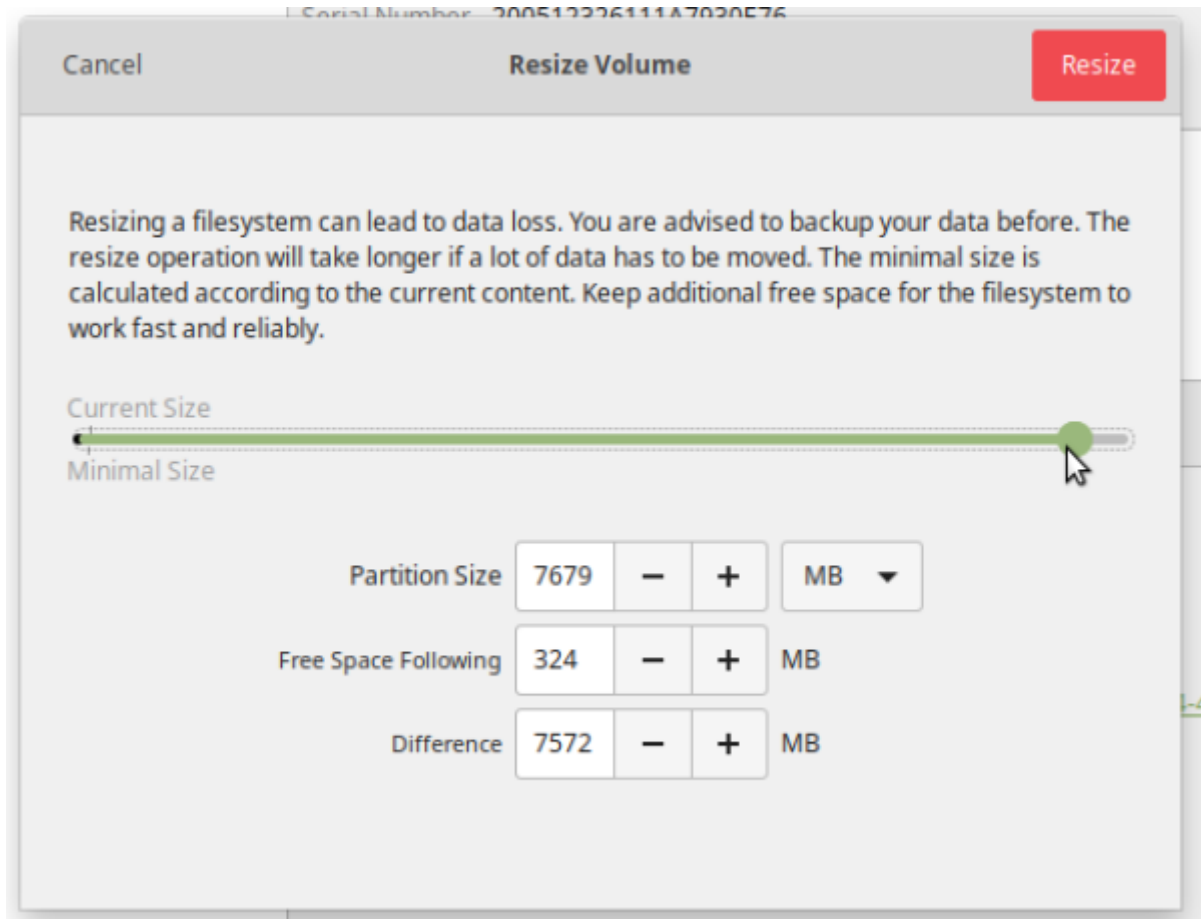 Serial Number 200512326111A7930F76
Cancel
Resize Volume
Resize
Resizing a filesystem can lead to data loss. You are advised to backup your data before. The
resize operation will take longer if a lot of data has to be moved. The minimal size is
calculated according to the current content. Keep additional free space for the filesystem to
work fast and reliably.
Current Size
Minimal Size
Partition Size 7679 − + MB
Free Space Following 324 − + MB
Difference 7572 − + MB